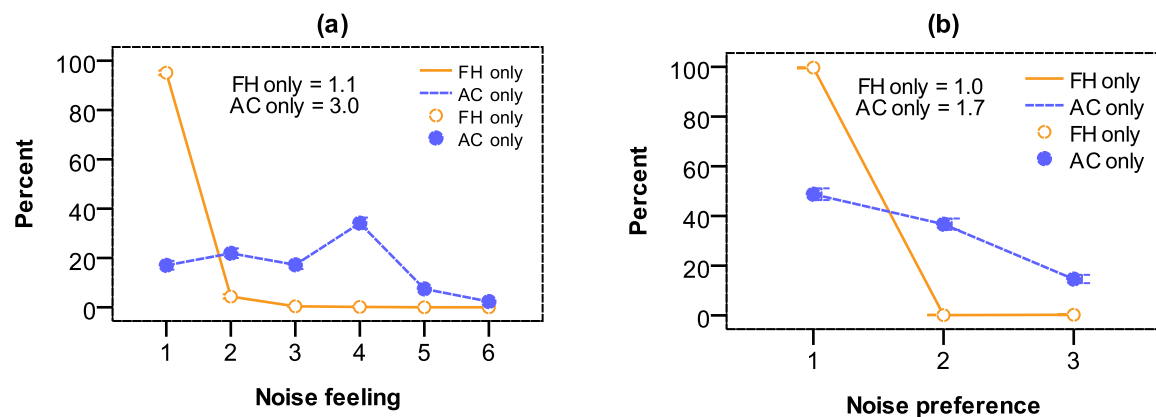 (a)
FH only = 1.1
AC only = 3.0
FH only
AC only
FH only
AC only
100
80
60
40
20
0
Percent
1 2 3 4 5 6
Noise feeling
(b)
FH only = 1.0
AC only = 1.7
FH only
AC only
FH only
AC only
100
80
60
40
20
0
Percent
1 2 3
Noise preference